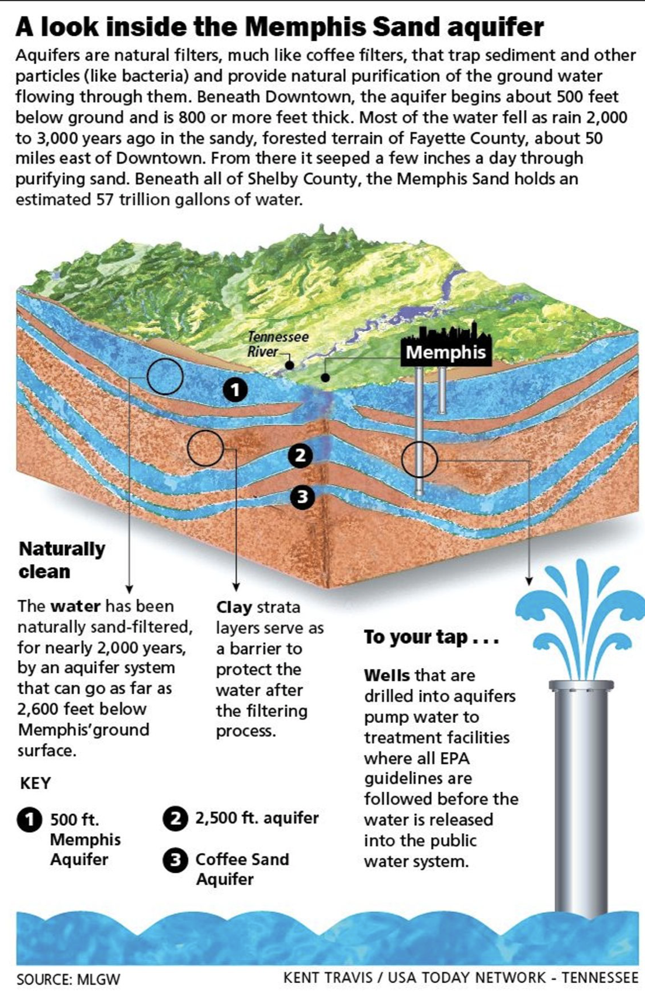 A look inside the Memphis Sand aquifer
Aquifers are natural filters, much like coffee filters, that trap sediment and other
particles (like bacteria) and provide natural purification of the ground water
flowing through them. Beneath Downtown, the aquifer begins about 500 feet
below ground and is 800 or more feet thick. Most of the water fell as rain 2,000
to 3,000 years ago in the sandy, forested terrain of Fayette County, about 50
miles east of Downtown. From there it seeped a few inches a day through
purifying sand. Beneath all of Shelby County, the Memphis Sand holds an
estimated 57 trillion gallons of water.
Tennessee
River
Memphis
1
2
3
Naturally
clean
The water has been
naturally sand-filtered,
for nearly 2,000 years,
by an aquifer system
that can go as far as
2,600 feet below
Memphis' ground
surface.
Clay strata
layers serve as
a barrier to
protect the
water after
the filtering
process.
To your tap . . .
Wells that are
drilled into aquifers
pump water to
treatment facilities
where all EPA
guidelines are
followed before the
water is released
into the public
water system.
KEY
1 500 ft.
Memphis
Aquifer
2 2,500 ft. aquifer
3 Coffee Sand
Aquifer
SOURCE: MLGW
KENT TRAVIS / USA TODAY NETWORK - TENNESSEE